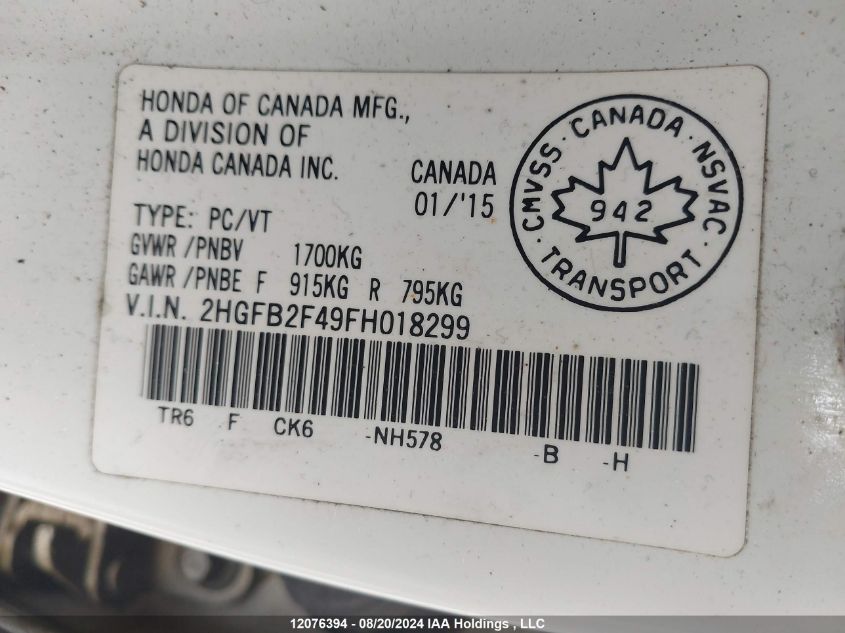 HONDA OF CANADA MFG.,
A DIVISION OF
HONDA CANADA INC.
CANADA
01/'15
TYPE: PC/VT
GVWR /PNBV 1700KG
GAWR /PNBE F 915KG R 795KG
V.I.N. 2HGFB2F49FH018299
TR6 F CK6 -NH578 -B -H
CMVSS · CANADA · NSVAC
942
· TRANSPORT ·
12076394 - 08/20/2024 IAA Holdings , LLC